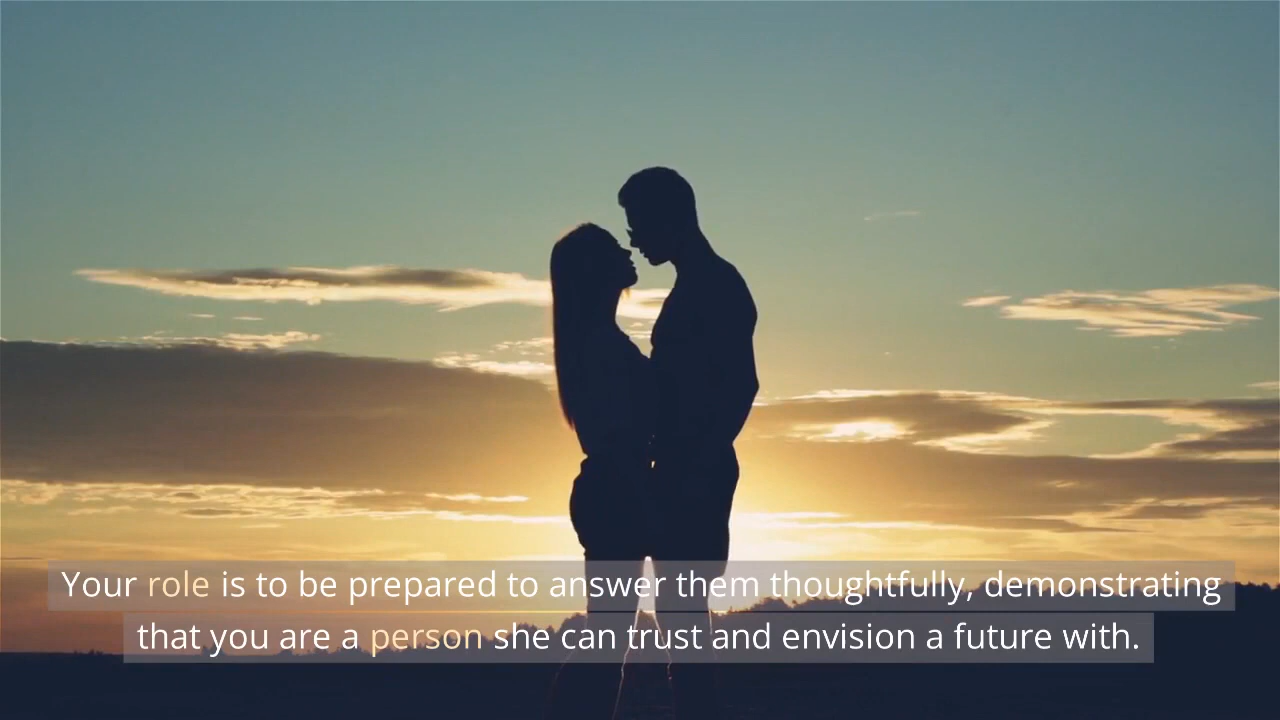 Your role is to be prepared to answer them thoughtfully, demonstrating
that you are a person she can trust and envision a future with.